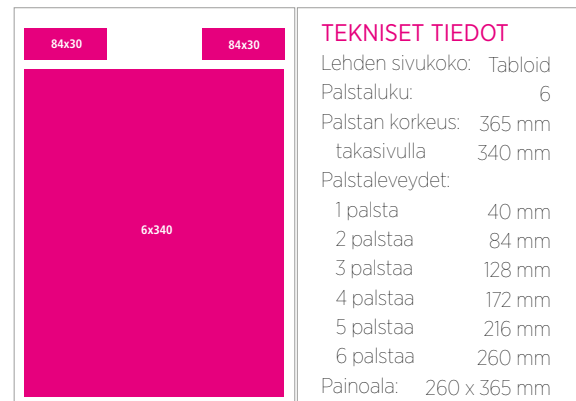 84x30 84x30
6x340
TEKNISET TIEDOT
Lehden sivukoko: Tabloid
Palstaluku: 6
Palstan korkeus: 365 mm
takasivulla 340 mm
Palstaleveydet:
1 palsta 40 mm
2 palstaa 84 mm
3 palstaa 128 mm
4 palstaa 172 mm
5 palstaa 216 mm
6 palstaa 260 mm
Painoala: 260 x 365 mm